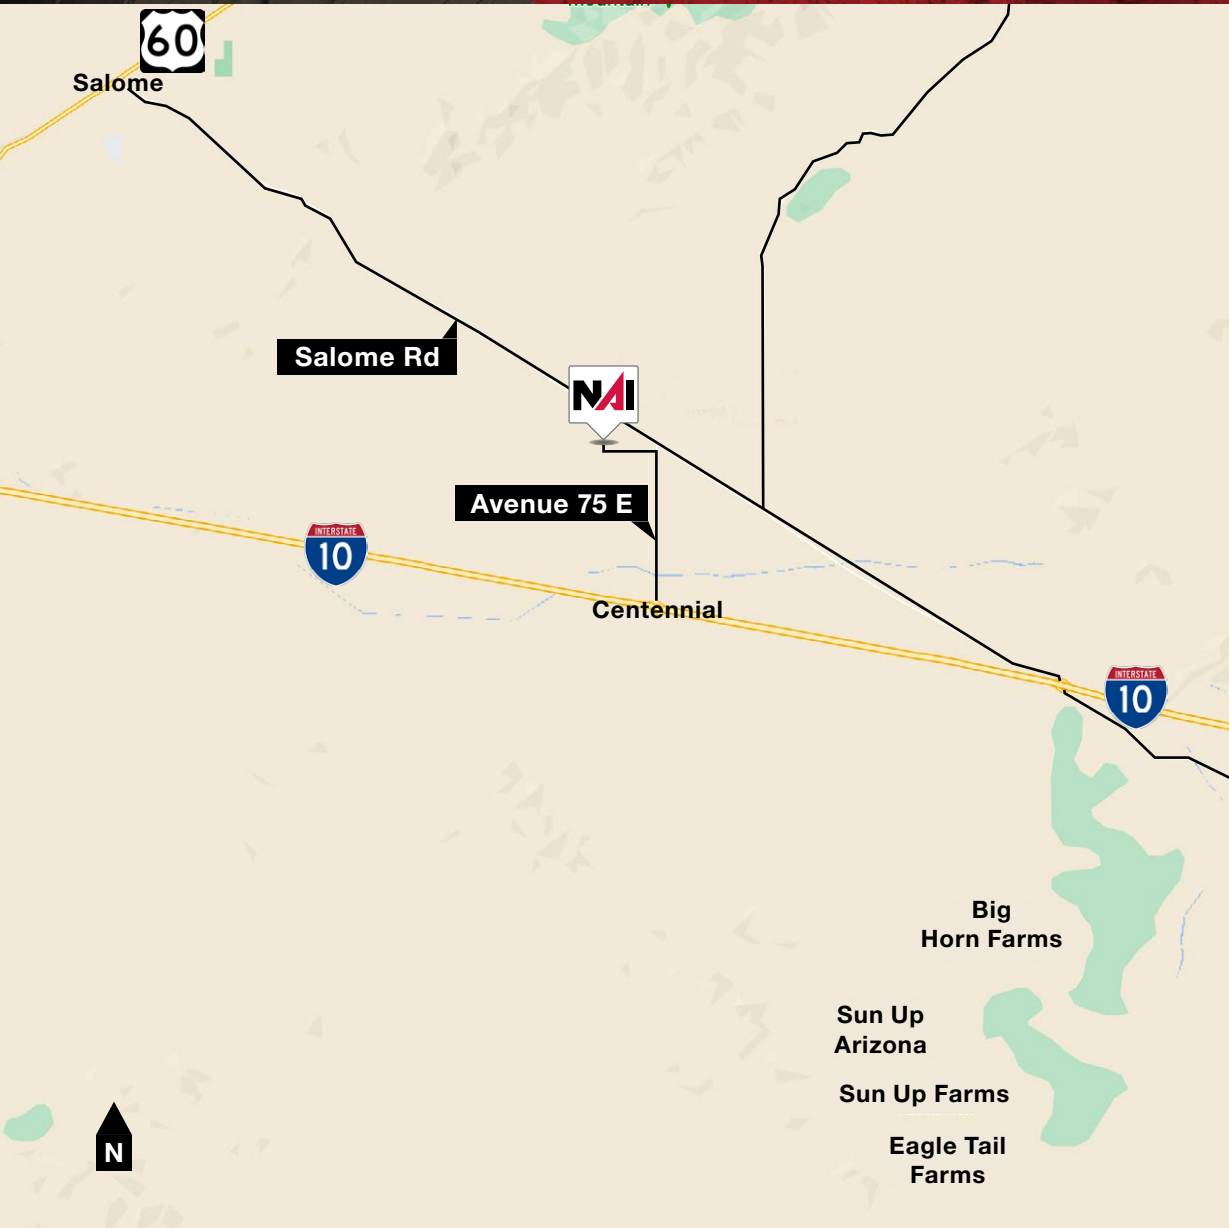 Mountain
60
Salome
Salome Rd
NAI
Avenue 75 E
INTERSTATE
10
Centennial
INTERSTATE
10
Big
Horn Farms
Sun Up
Arizona
Sun Up Farms
Eagle Tail
Farms
N